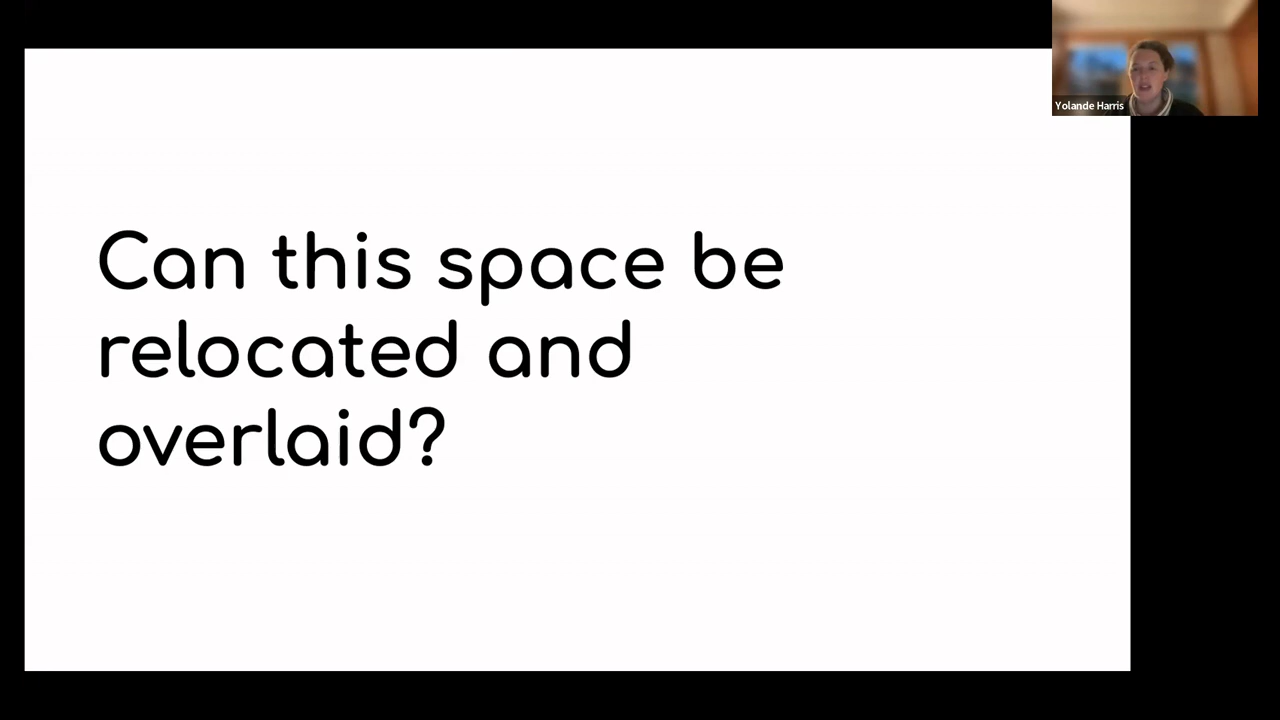 Yolande Harris
Can this space be
relocated and
overlaid?